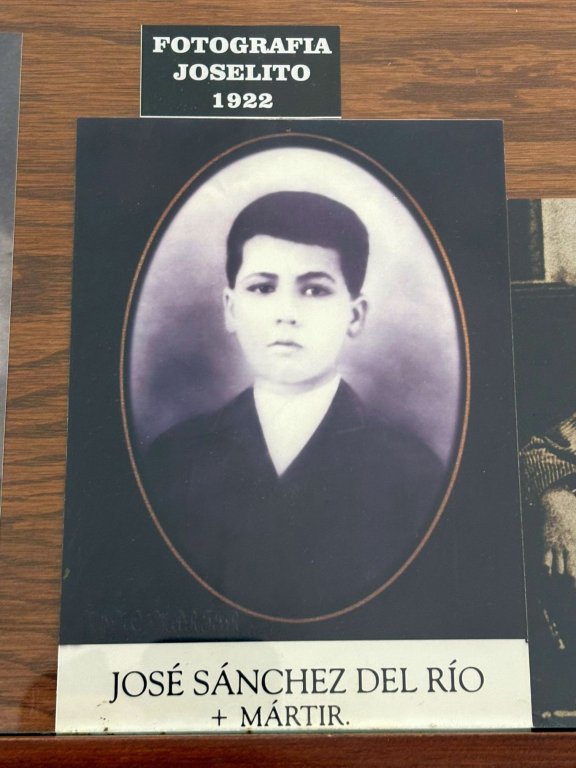 FOTOGRAFIA
JOSELITO
1922
JOSÉ SÁNCHEZ DEL RÍO
+ MÁRTIR.